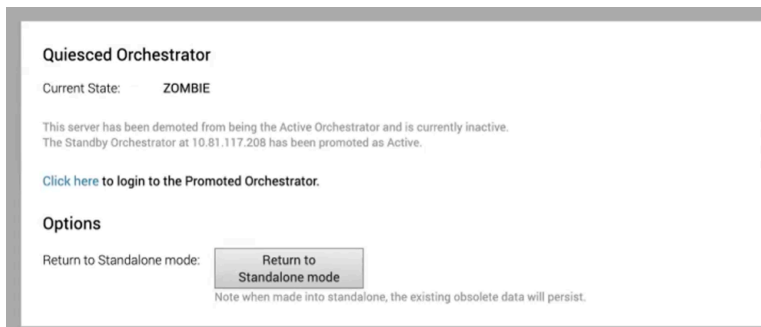 Quiesced Orchestrator
Current State: ZOMBIE
This server has been demoted from being the Active Orchestrator and is currently inactive.
The Standby Orchestrator at 10.81.117.208 has been promoted as Active.
Click here to login to the Promoted Orchestrator.
Options
Return to Standalone mode: Return to
Standalone mode
Note when made into standalone, the existing obsolete data will persist.